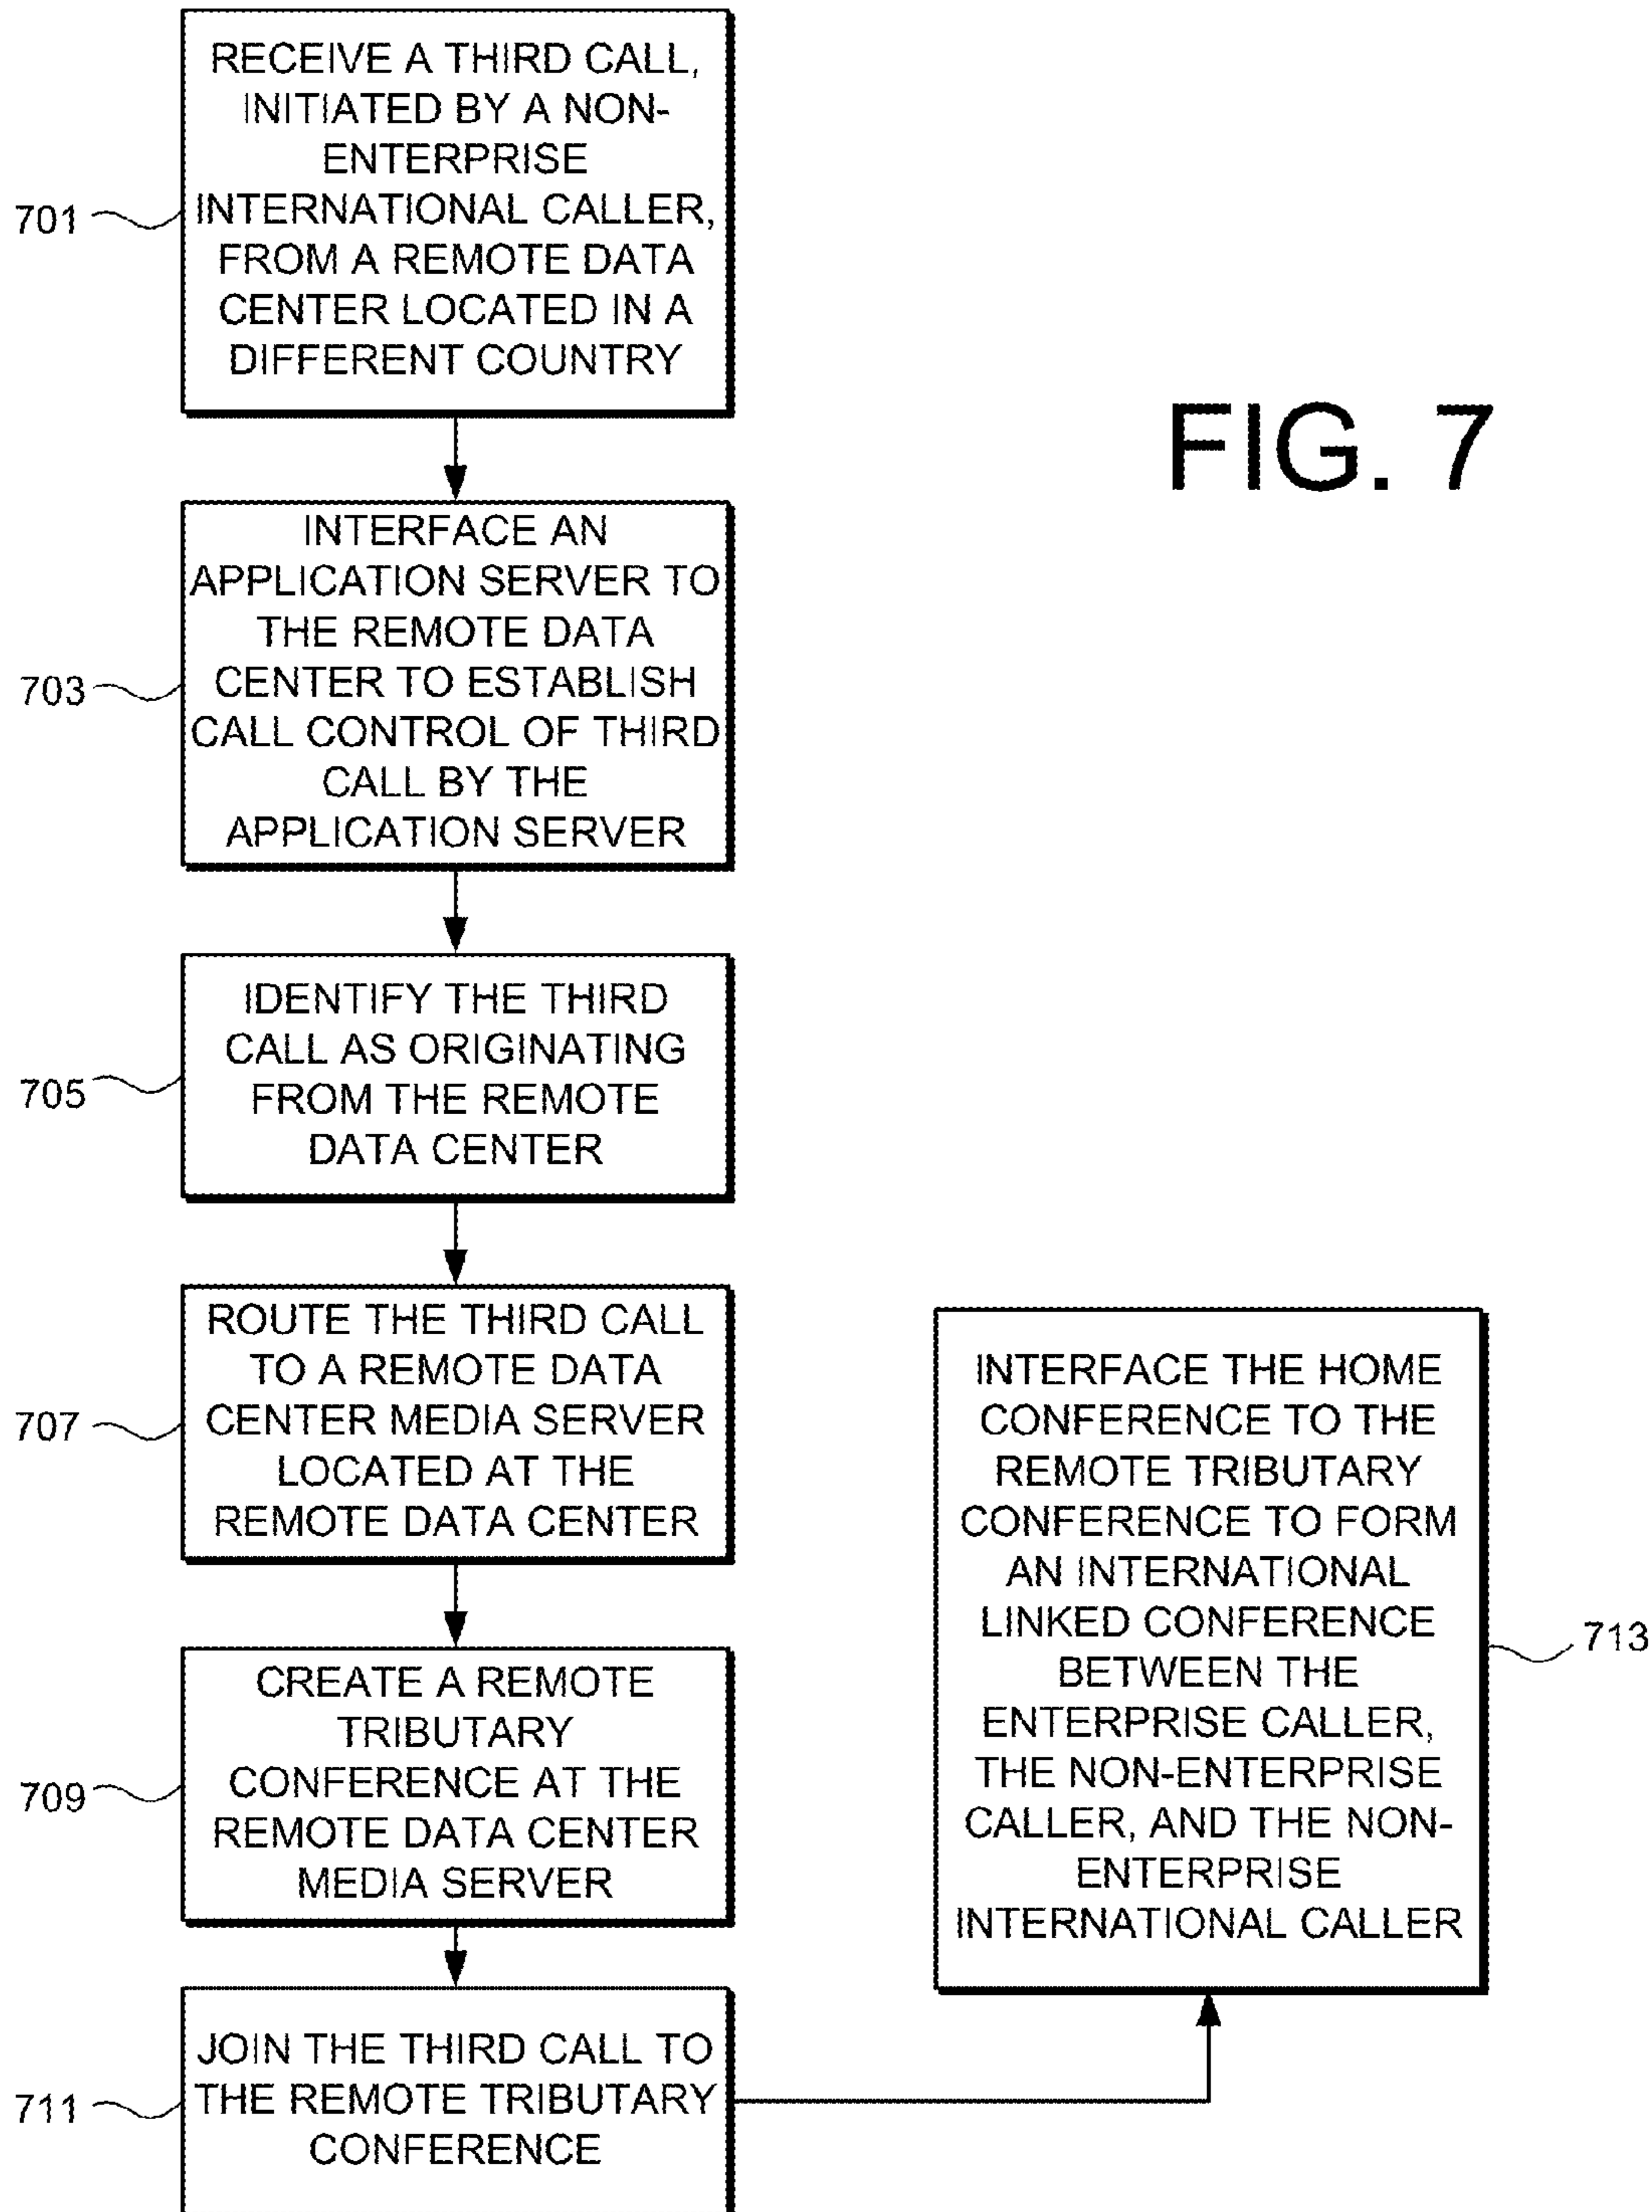 RECEIVE A THIRD CALL,
INITIATED BY A NON-
ENTERPRISE
INTERNATIONAL CALLER,
FROM A REMOTE DATA
CENTER LOCATED IN A
DIFFERENT COUNTRY
701
FIG. 7
INTERFACE AN
APPLICATION SERVER TO
THE REMOTE DATA
CENTER TO ESTABLISH
CALL CONTROL OF THIRD
CALL BY THE
APPLICATION SERVER
703
IDENTIFY THE THIRD
CALL AS ORIGINATING
FROM THE REMOTE
DATA CENTER
705
ROUTE THE THIRD CALL
TO A REMOTE DATA
CENTER MEDIA SERVER
LOCATED AT THE
REMOTE DATA CENTER
707
CREATE A REMOTE
TRIBUTARY
CONFERENCE AT THE
REMOTE DATA CENTER
MEDIA SERVER
709
JOIN THE THIRD CALL TO
THE REMOTE TRIBUTARY
CONFERENCE
711
INTERFACE THE HOME
CONFERENCE TO THE
REMOTE TRIBUTARY
CONFERENCE TO FORM
AN INTERNATIONAL
LINKED CONFERENCE
BETWEEN THE
ENTERPRISE CALLER,
THE NON-ENTERPRISE
CALLER, AND THE NON-
ENTERPRISE
INTERNATIONAL CALLER
713